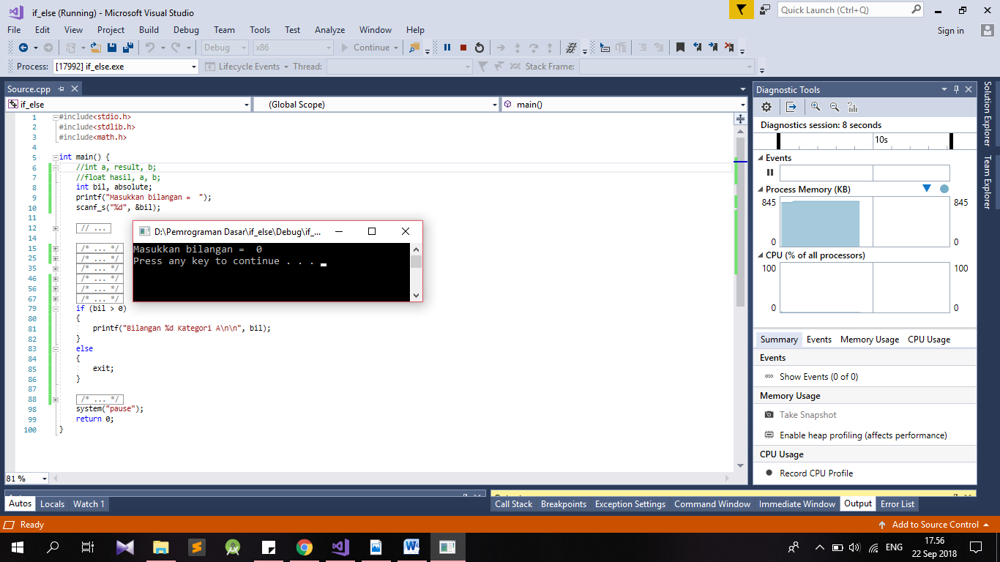 if_else (Running) - Microsoft Visual Studio
Quick Launch (Ctrl+Q)
File Edit View Project Build Debug Team Tools Test Analyze Window Help
Sign in
Debug x86 Continue
Process: [17992] if_else.exe Lifecycle Events Thread: Stack Frame:
Source.cpp
if_else (Global Scope) main()
1 #include<stdio.h>
2 #include<stdlib.h>
3 #include<math.h>
4
5 int main() {
6 //int a, result, b;
7 //float hasil, a, b;
8 int bil, absolute;
9 printf("Masukkan bilangan =  ");
10 scanf_s("%d", &bil);
11
12 // ...
14
15 /* ... */
25 /* ... */
35 /* ... */
46 /* ... */
56 /* ... */
67 /* ... */
79 if (bil > 0)
80 {
81 printf("Bilangan %d Kategori A\n\n", bil);
82 }
83 else
84 {
85 exit;
86 }
87
88 /* ... */
98 system("pause");
99 return 0;
100 }
81 %
D:\Pemrograman Dasar\if_else\Debug\if_...
Masukkan bilangan =  0
Press any key to continue . . .
Diagnostic Tools
Diagnostics session: 8 seconds
10s
Events
Process Memory (KB)
845 845
0 0
CPU (% of all processors)
100 100
0 0
Summary Events Memory Usage CPU Usage
Events
Show Events (0 of 0)
Memory Usage
Take Snapshot
Enable heap profiling (affects performance)
CPU Usage
Record CPU Profile
Solution Explorer
Team Explorer
Autos Locals Watch 1
Call Stack Breakpoints Exception Settings Command Window Immediate Window Output Error List
Ready
Add to Source Control
ENG
17.56
22 Sep 2018